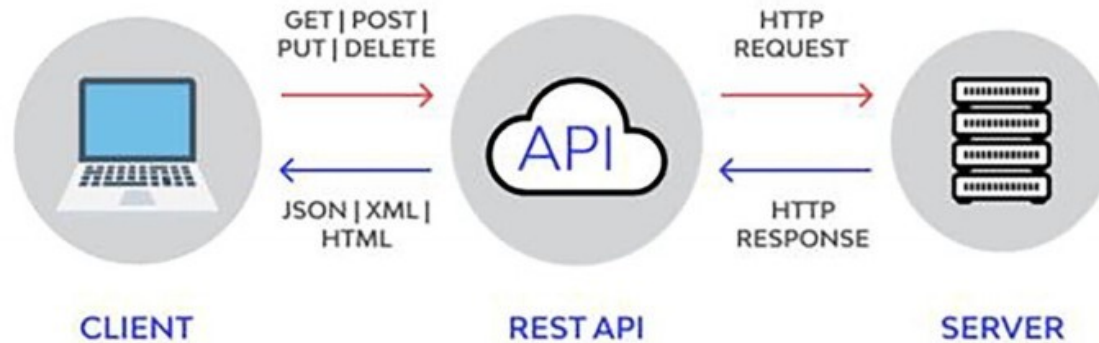 GET | POST |
PUT | DELETE
HTTP
REQUEST
API
JSON | XML |
HTML
HTTP
RESPONSE
CLIENT
REST API
SERVER